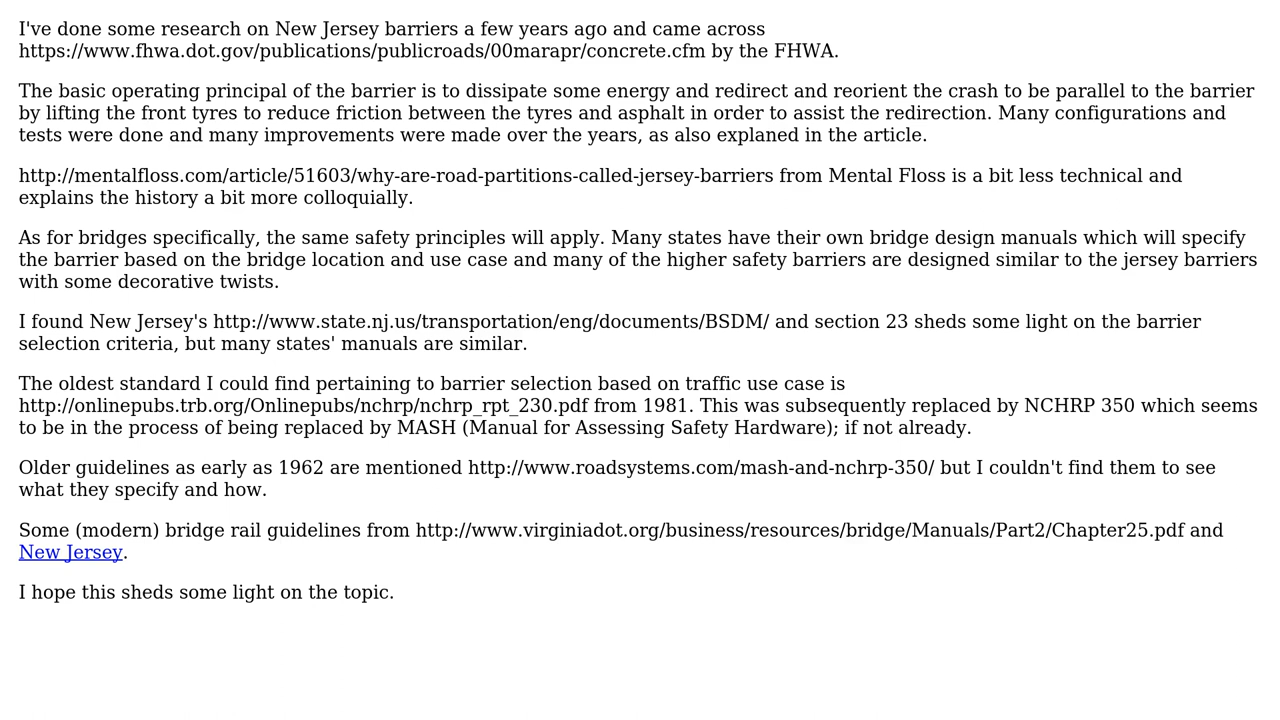 I've done some research on New Jersey barriers a few years ago and came across
https://www.fhwa.dot.gov/publications/publicroads/00marapr/concrete.cfm by the FHWA.
The basic operating principal of the barrier is to dissipate some energy and redirect and reorient the crash to be parallel to the barrier
by lifting the front tyres to reduce friction between the tyres and asphalt in order to assist the redirection. Many configurations and
tests were done and many improvements were made over the years, as also explaned in the article.
http://mentalfloss.com/article/51603/why-are-road-partitions-called-jersey-barriers from Mental Floss is a bit less technical and
explains the history a bit more colloquially.
As for bridges specifically, the same safety principles will apply. Many states have their own bridge design manuals which will specify
the barrier based on the bridge location and use case and many of the higher safety barriers are designed similar to the jersey barriers
with some decorative twists.
I found New Jersey's http://www.state.nj.us/transportation/eng/documents/BSDM/ and section 23 sheds some light on the barrier
selection criteria, but many states' manuals are similar.
The oldest standard I could find pertaining to barrier selection based on traffic use case is
http://onlinepubs.trb.org/Onlinepubs/nchrp/nchrp_rpt_230.pdf from 1981. This was subsequently replaced by NCHRP 350 which seems
to be in the process of being replaced by MASH (Manual for Assessing Safety Hardware); if not already.
Older guidelines as early as 1962 are mentioned http://www.roadsystems.com/mash-and-nchrp-350/ but I couldn't find them to see
what they specify and how.
Some (modern) bridge rail guidelines from http://www.virginiadot.org/business/resources/bridge/Manuals/Part2/Chapter25.pdf and
New Jersey.
I hope this sheds some light on the topic.